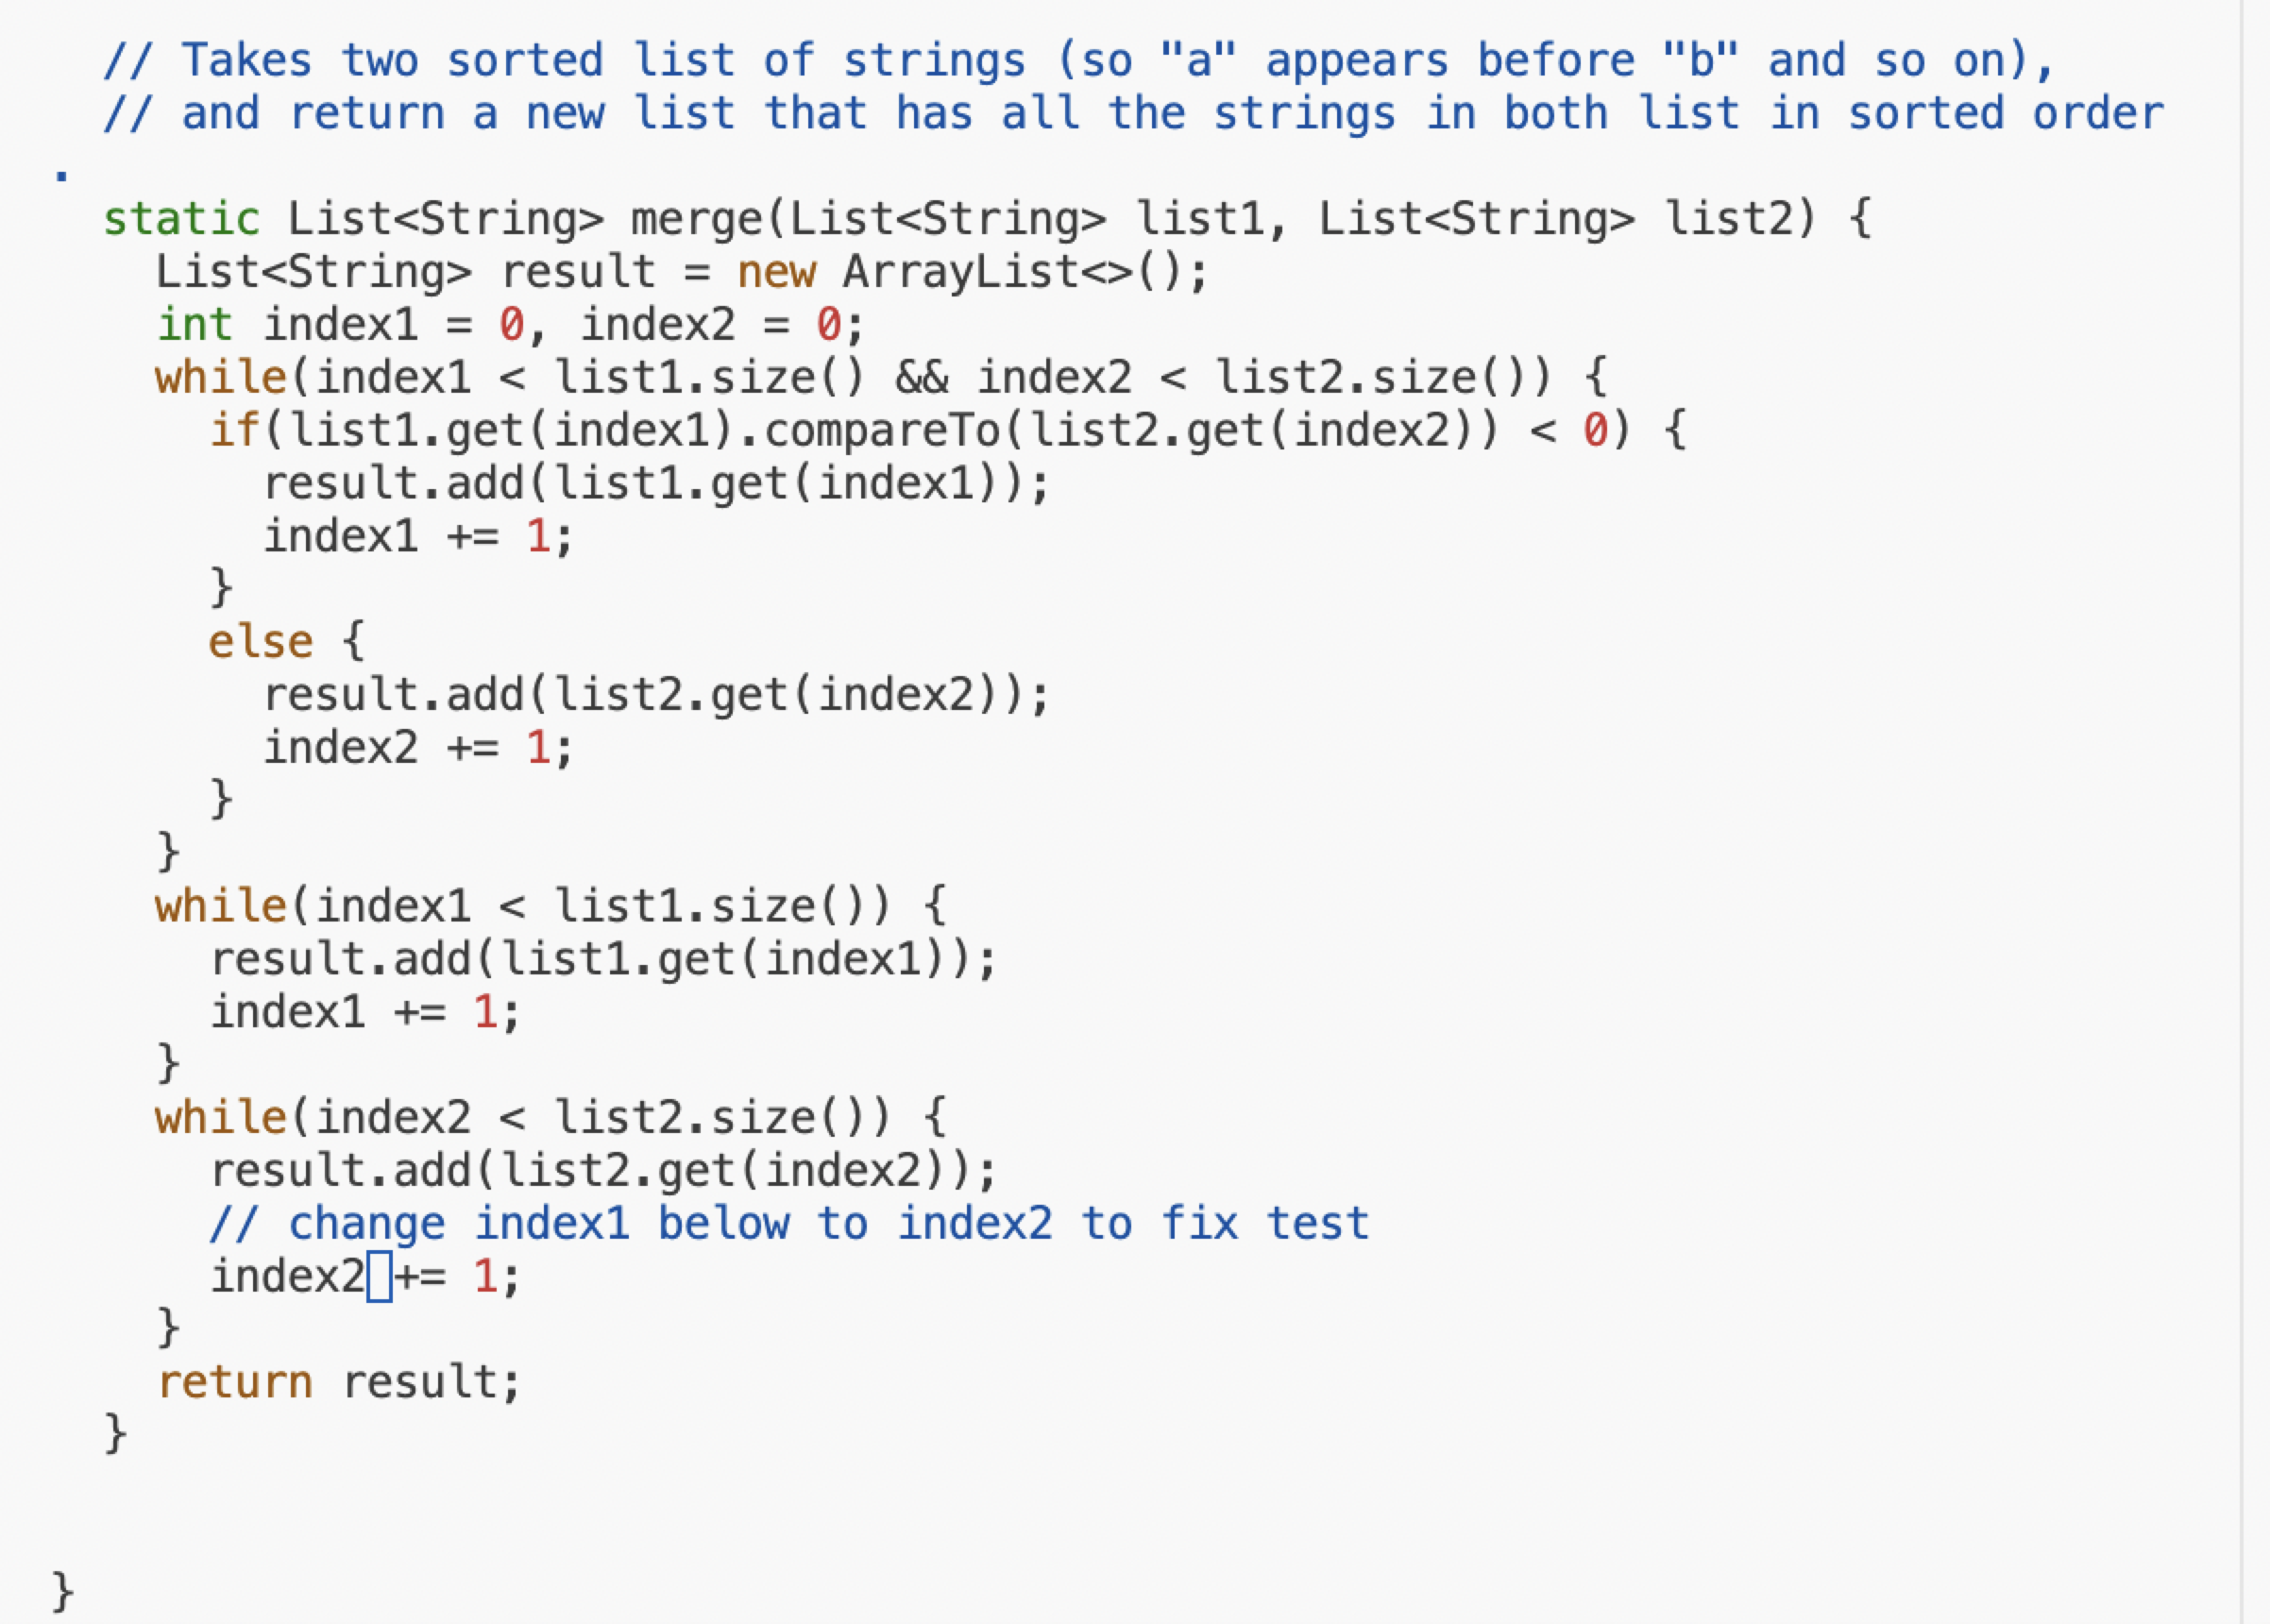 // Takes two sorted list of strings (so "a" appears before "b" and so on),
// and return a new list that has all the strings in both list in sorted order
.
static List<String> merge(List<String> list1, List<String> list2) {
List<String> result = new ArrayList<>();
int index1 = 0, index2 = 0;
while(index1 < list1.size() && index2 < list2.size()) {
if(list1.get(index1).compareTo(list2.get(index2)) < 0) {
result.add(list1.get(index1));
index1 += 1;
}
else {
result.add(list2.get(index2));
index2 += 1;
}
}
while(index1 < list1.size()) {
result.add(list1.get(index1));
index1 += 1;
}
while(index2 < list2.size()) {
result.add(list2.get(index2));
// change index1 below to index2 to fix test
index2 += 1;
}
return result;
}
}